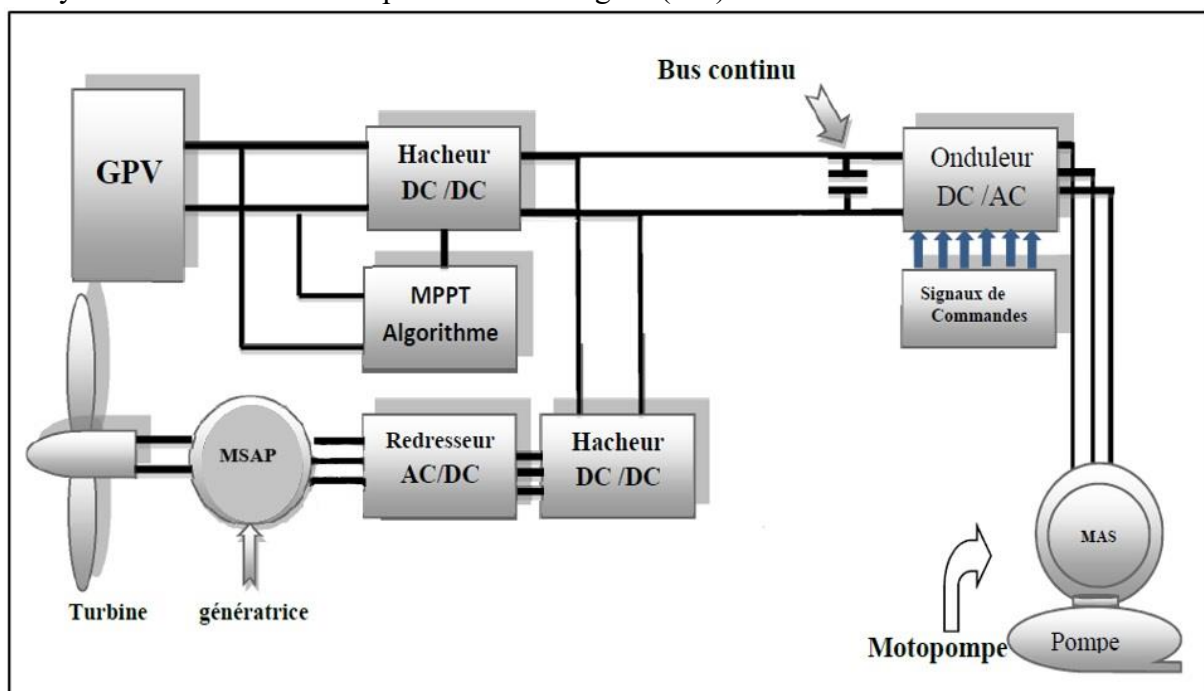 Bus continu
GPV
Hacheur
DC /DC
Onduleur
DC /AC
MPPT
Algorithme
Signaux de
Commandes
MSAP
Redresseur
AC/DC
Hacheur
DC /DC
MAS
Turbine
génératrice
Motopompe
Pompe